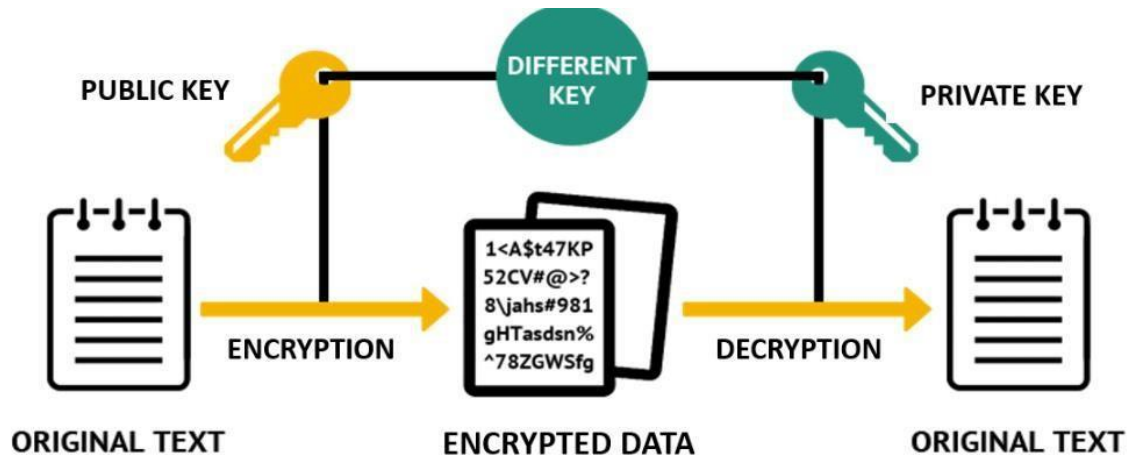 DIFFERENT
KEY
PUBLIC KEY
PRIVATE KEY
1<A$t47KP
52CV#@>?
8\jahs#981
gHTasdsn%
^78ZGWSfg
ENCRYPTION
DECRYPTION
ORIGINAL TEXT
ENCRYPTED DATA
ORIGINAL TEXT